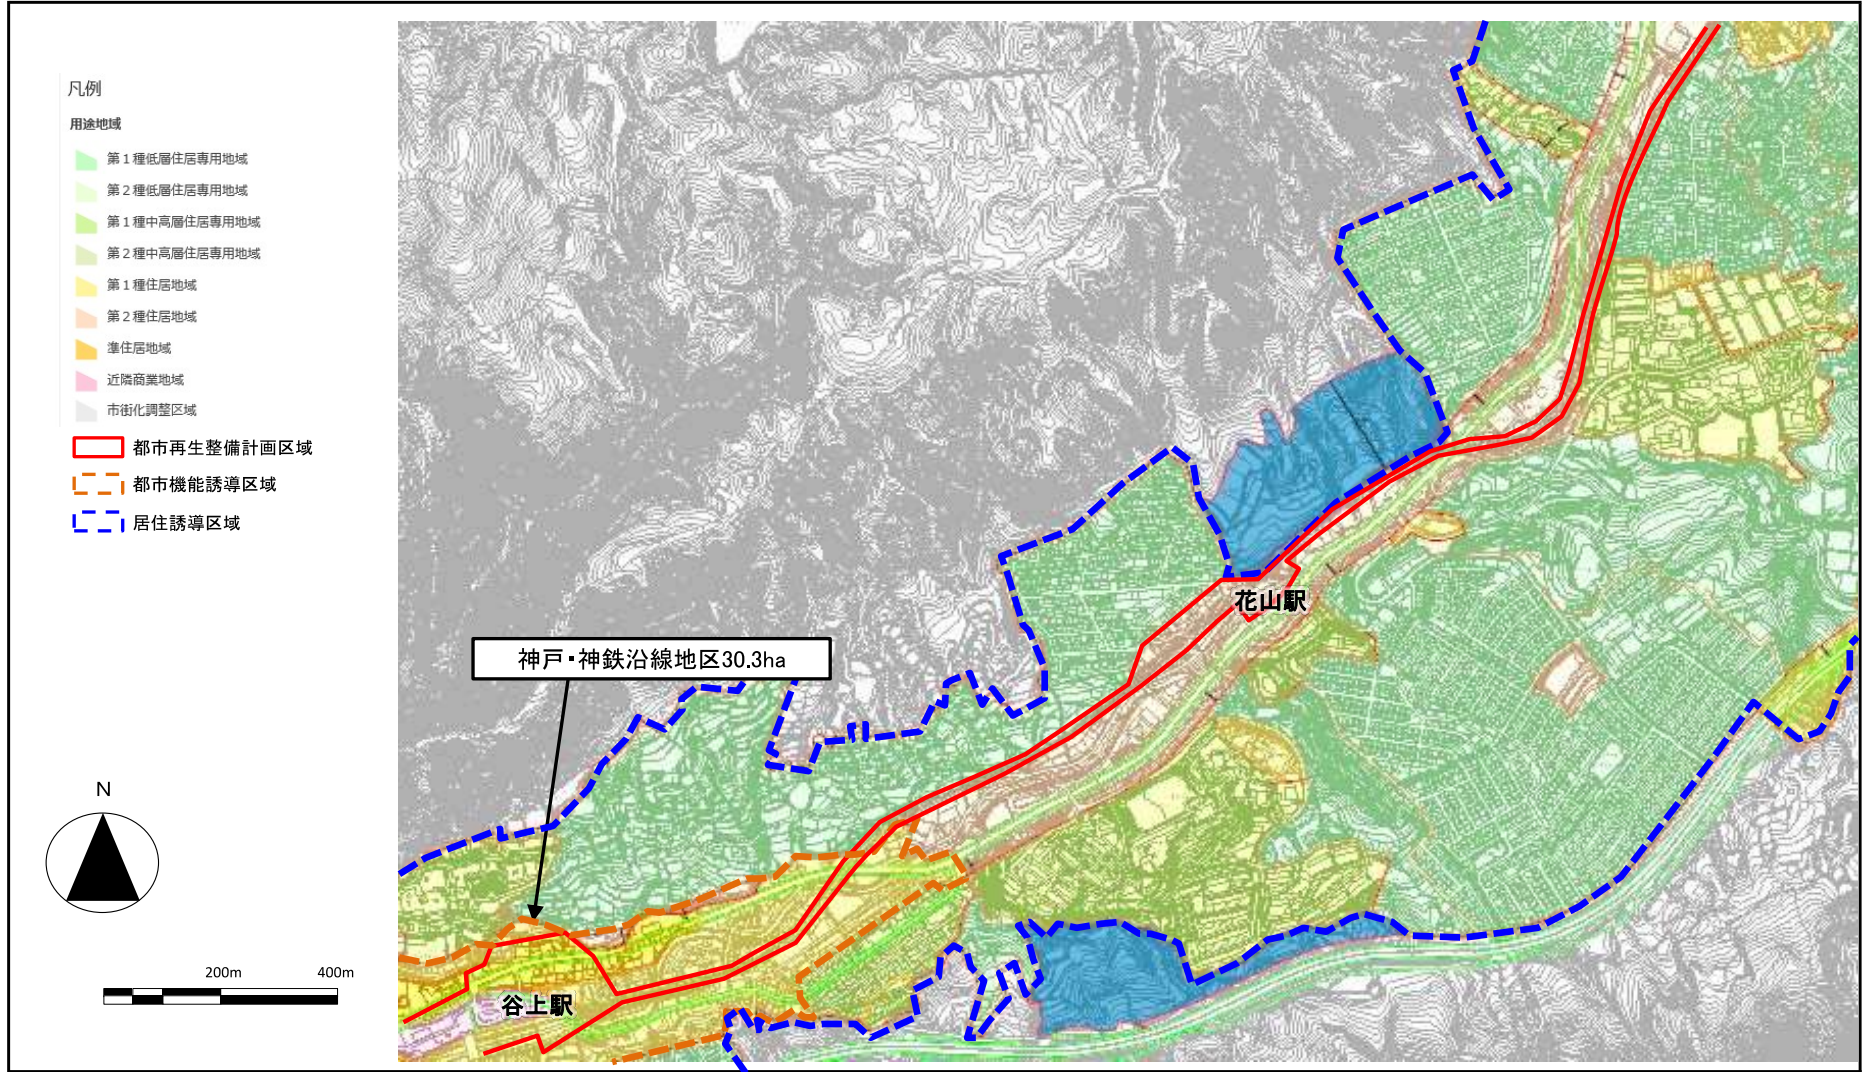 凡例
用途地域
第1種低層住居専用地域
第2種低層住居専用地域
第1種中高層住居専用地域
第2種中高層住居専用地域
第1種住居地域
第2種住居地域
準住居地域
近隣商業地域
市街化調整区域
都市再生整備計画区域
都市機能誘導区域
居住誘導区域
花山駅
神戸・神鉄沿線地区30.3ha
N
200m 400m
谷上駅